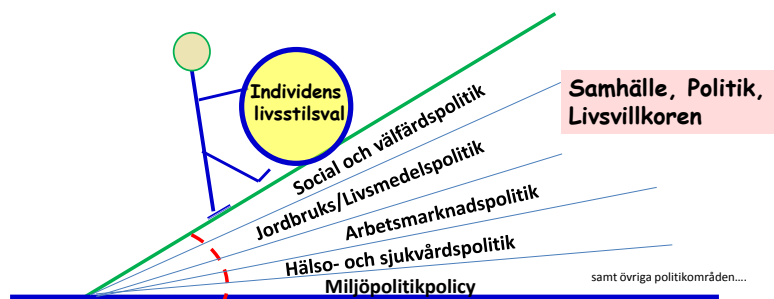 Individens
livsstilsval
Samhälle, Politik,
Livsvillkoren
Social och välfärdspolitik
Jordbruks/Livsmedelspolitik
Arbetsmarknadspolitik
Hälso- och sjukvårdspolitik
samt övriga politikområden....
Miljöpolitikpolicy